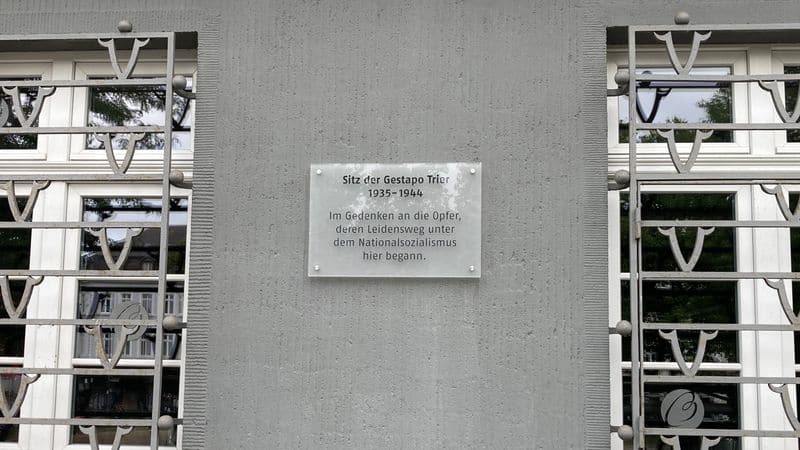 Sitz der Gestapo Trier
1935–1944
Im Gedenken an die Opfer,
deren Leidensweg unter
dem Nationalsozialismus
hier begann.